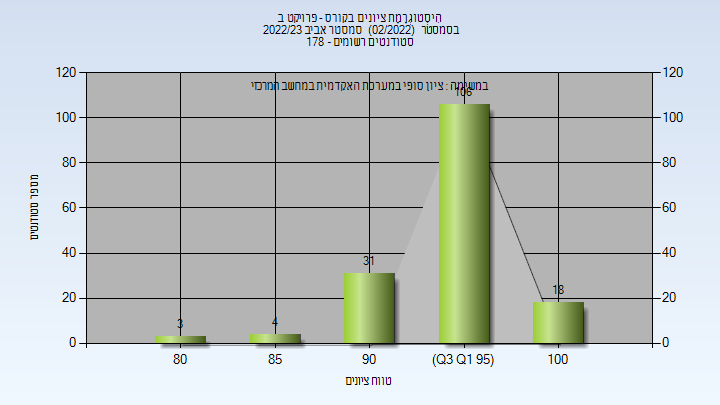 היסטוגרמת ציונים בקורס - פרויקט ב
בסמסטר (02/2022) סמסטר אביב 2022/23
סטודנטים רשומים - 178
במשימה : ציון סופי במערכת האקדמית במחשב המרכזי
מספר סטודנטים
120 120
100 100
80 80
60 60
40 40
20 20
0 0
3 4 31 106 18
80 85 90 (Q3 Q1 95) 100
טווח ציונים